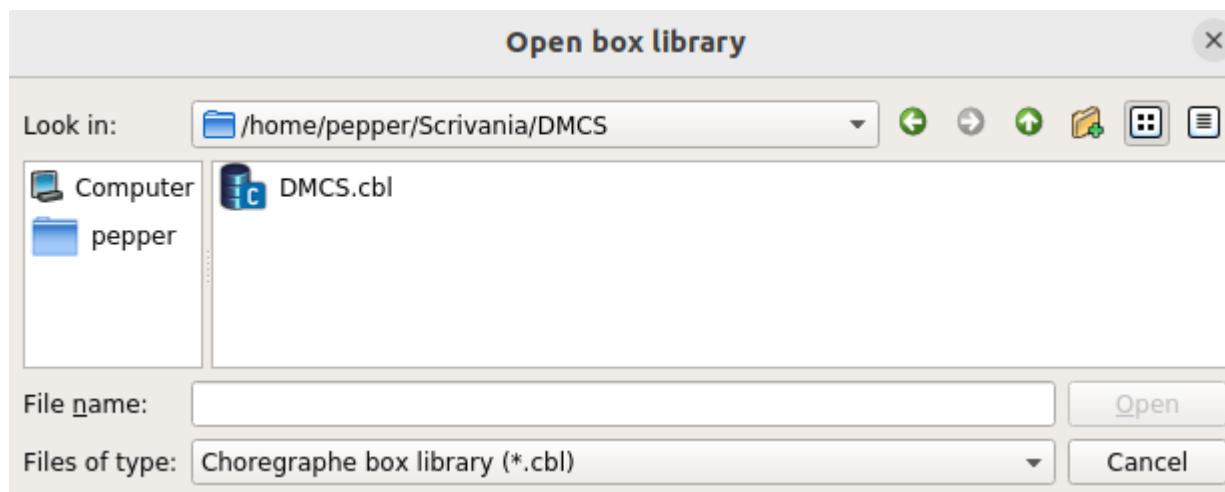 Open box library
Look in: /home/pepper/Scrivania/DMCS
Computer
pepper
DMCS.cbl
File name: Open
Files of type: Choregraphe box library (*.cbl) Cancel